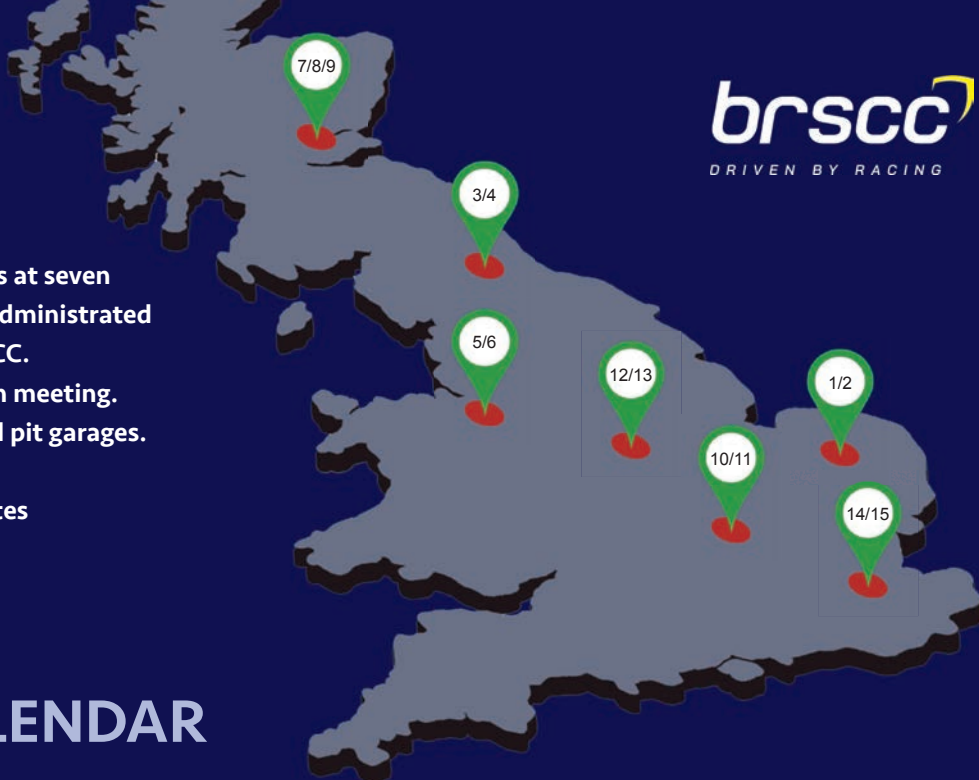 7/8/9
brscc
DRIVEN BY RACING
3/4
s at seven
dministrated
CC.
n meeting.
d pit garages.
tes
5/6
12/13
1/2
10/11
14/15
LENDAR